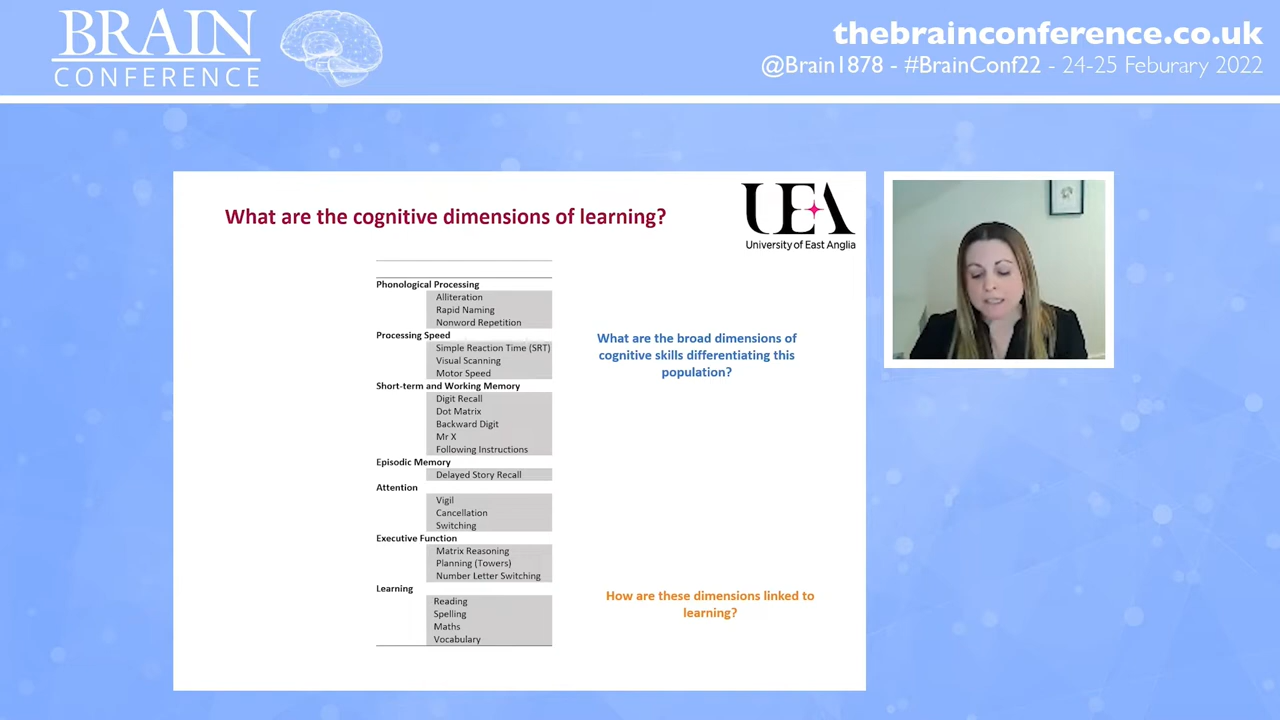 BRAIN
CONFERENCE
thebrainconference.co.uk
@Brain1878 - #BrainConf22 - 24-25 Feburary 2022
What are the cognitive dimensions of learning?
UEA
University of East Anglia
Phonological Processing
Alliteration
Rapid Naming
Nonword Repetition
Processing Speed
Simple Reaction Time (SRT)
Visual Scanning
Motor Speed
Short-term and Working Memory
Digit Recall
Dot Matrix
Backward Digit
Mr X
Following Instructions
Episodic Memory
Delayed Story Recall
Attention
Vigil
Cancellation
Switching
Executive Function
Matrix Reasoning
Planning (Towers)
Number Letter Switching
Learning
Reading
Spelling
Maths
Vocabulary
What are the broad dimensions of
cognitive skills differentiating this
population?
How are these dimensions linked to
learning?